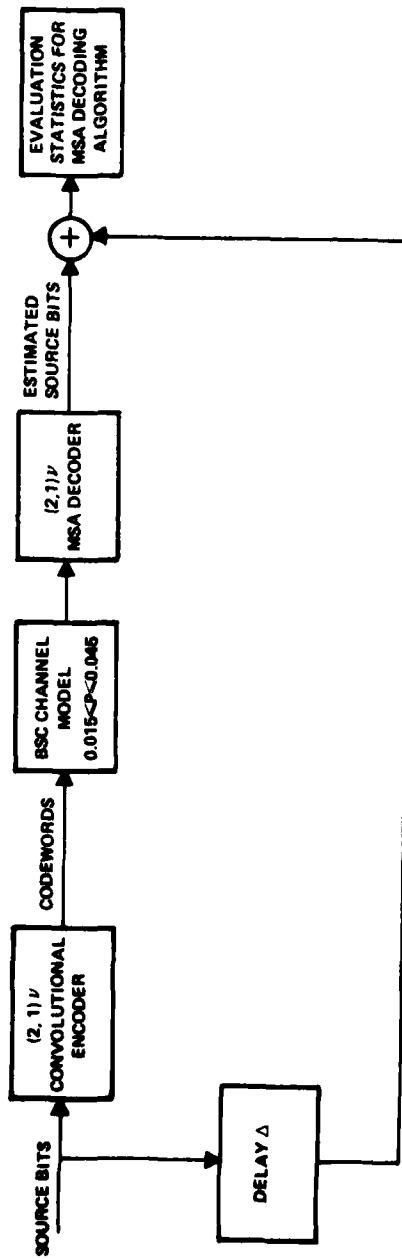 SOURCE BITS
(2, 1) ν
CONVOLUTIONAL
ENCODER
CODEWORDS
BSC CHANNEL
MODEL
0.015<P<0.045
(2,1) ν
MSA DECODER
ESTIMATED
SOURCE BITS
+
EVALUATION
STATISTICS FOR
MSA DECODING
ALGORITHM
DELAY Δ